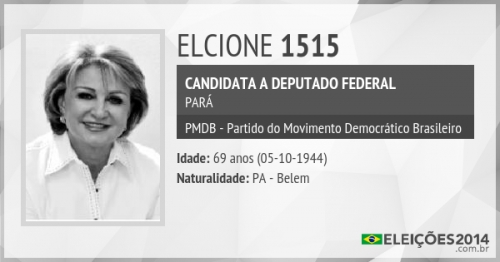 ELCIONE 1515
CANDIDATA A DEPUTADO FEDERAL
PARÁ
PMDB - Partido do Movimento Democrático Brasileiro
Idade: 69 anos (05-10-1944)
Naturalidade: PA - Belem
ELEIÇÕES2014
.com.br